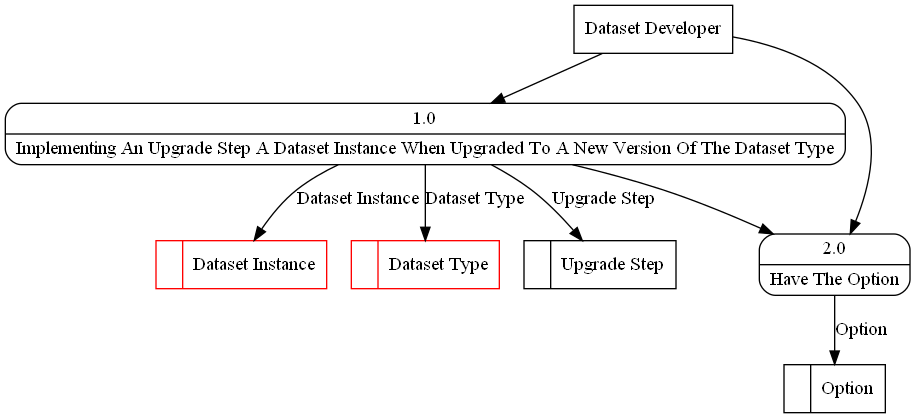 Dataset Developer
1.0
Implementing An Upgrade Step A Dataset Instance When Upgraded To A New Version Of The Dataset Type
Dataset Instance
Dataset Type
Upgrade Step
Dataset Instance
Dataset Type
Upgrade Step
2.0
Have The Option
Option
Option